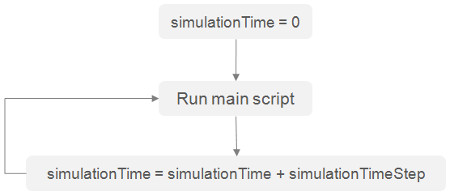 simulationTime = 0
Run main script
simulationTime = simulationTime + simulationTimeStep